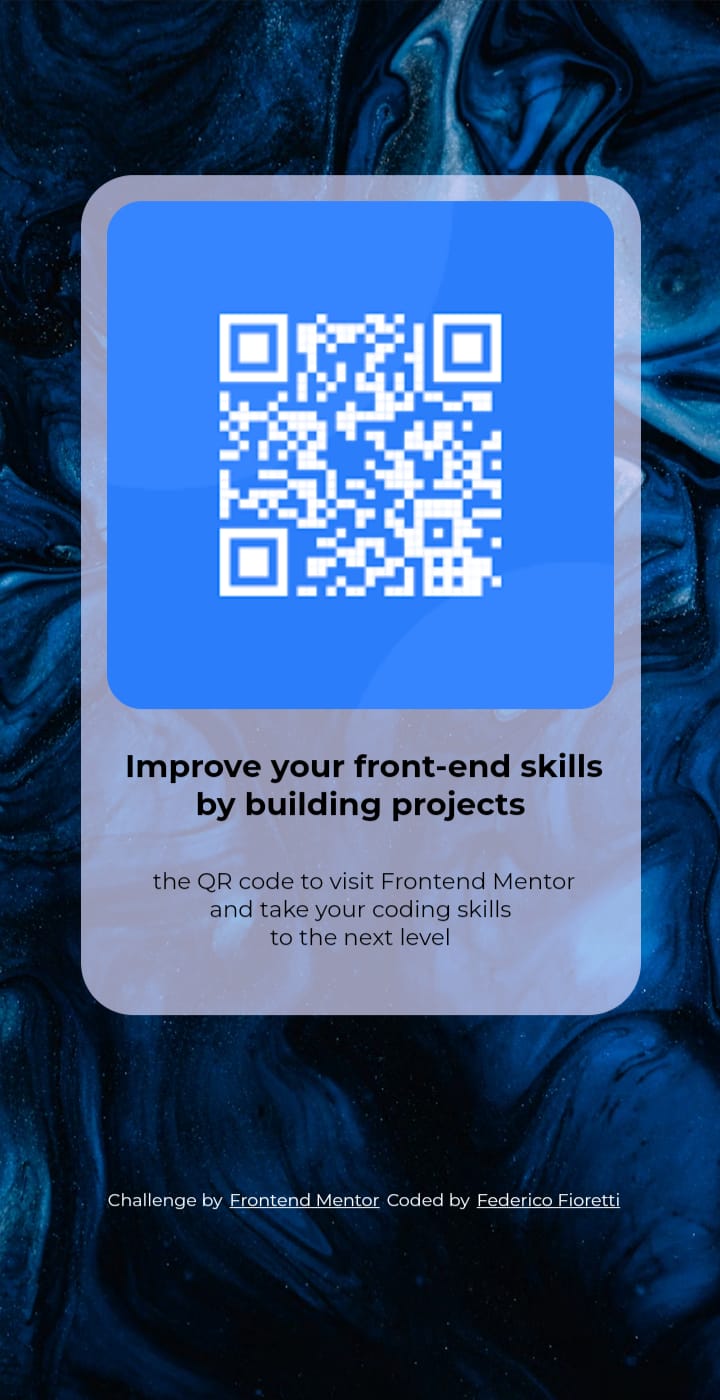 Improve your front-end skills
by building projects
the QR code to visit Frontend Mentor
and take your coding skills
to the next level
Challenge by Frontend Mentor Coded by Federico Fioretti